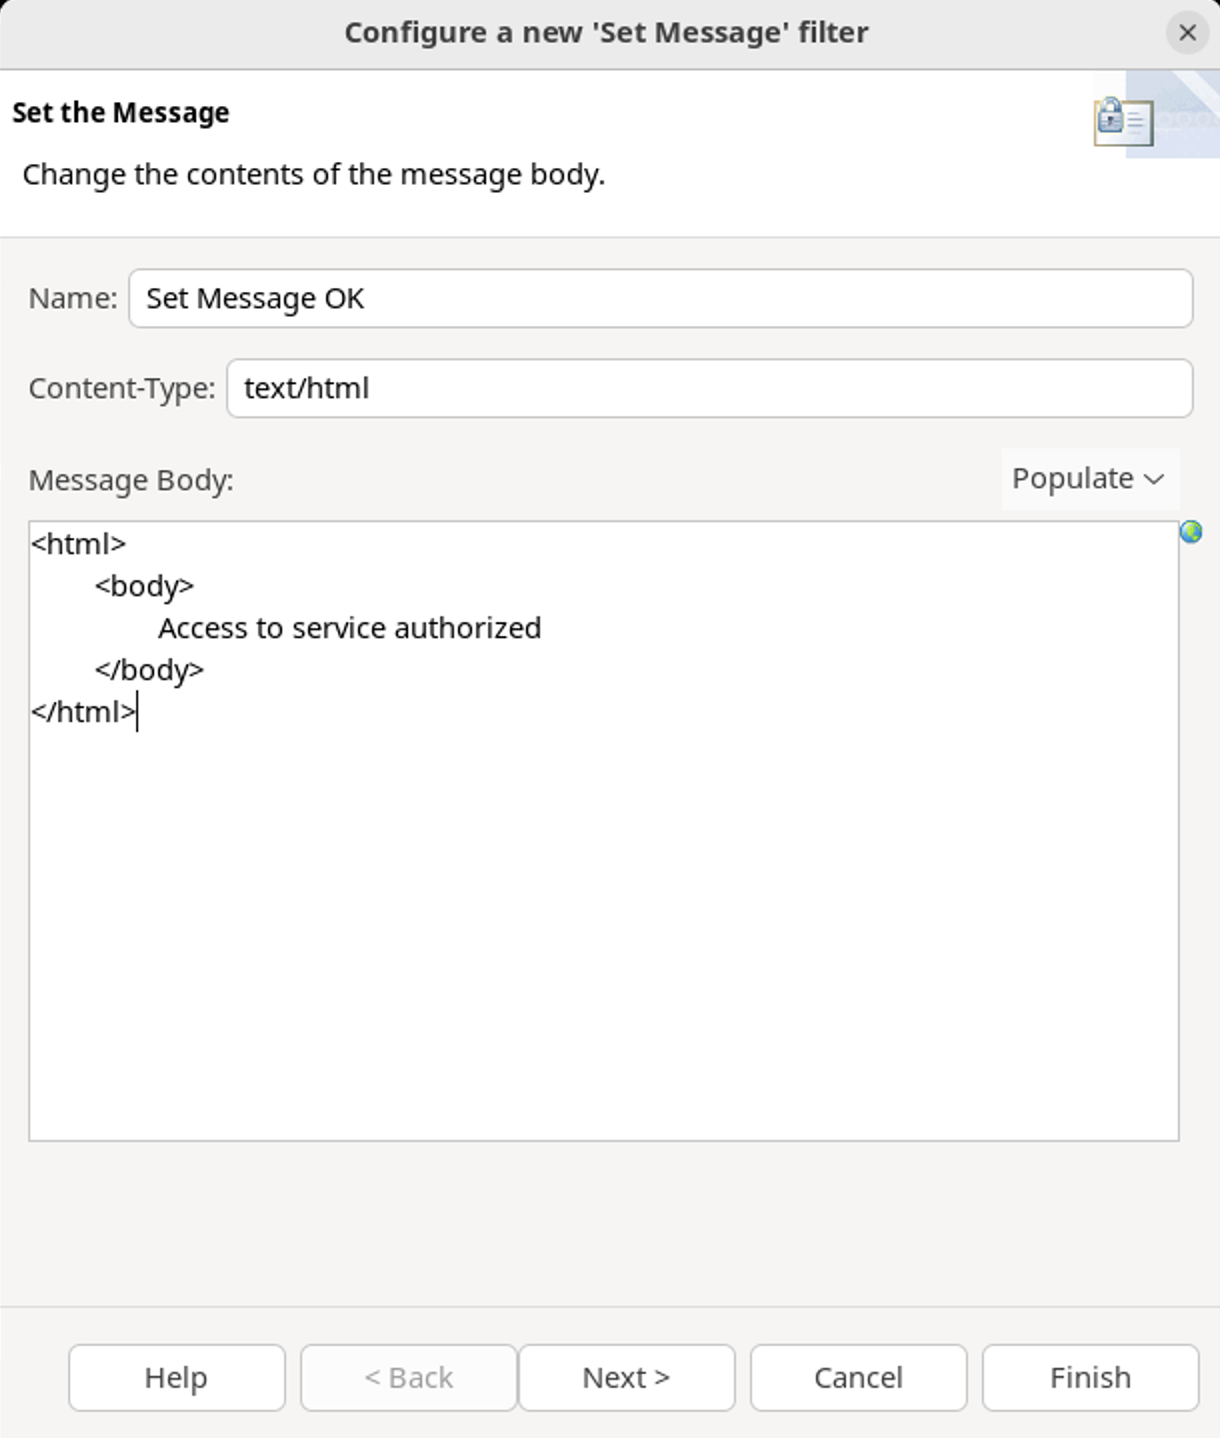 Configure a new 'Set Message' filter
Set the Message
Change the contents of the message body.
Name: Set Message OK
Content-Type: text/html
Message Body: Populate
<html>
<body>
Access to service authorized
</body>
</html>
Help < Back Next > Cancel Finish